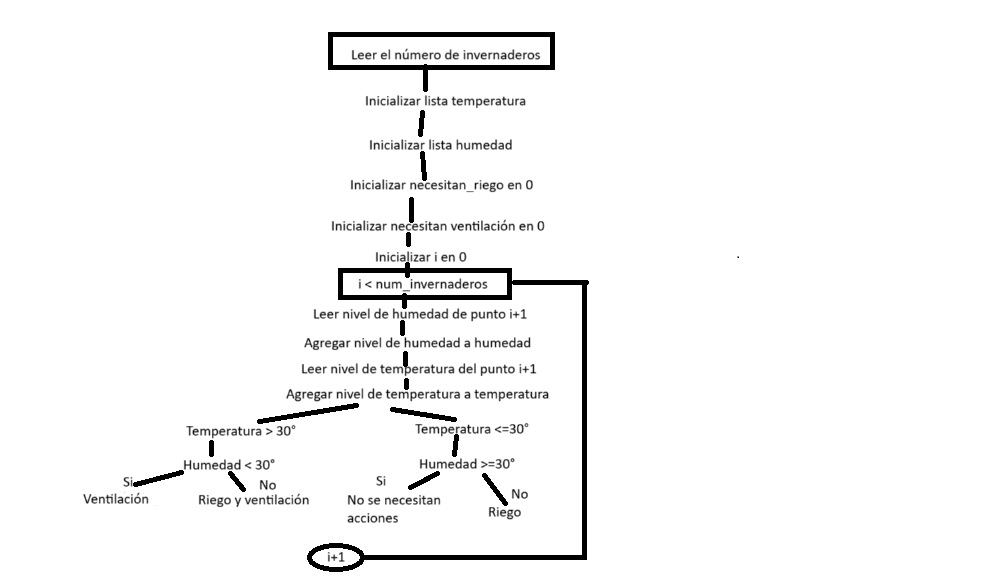 Leer el número de invernaderos
Inicializar lista temperatura
Inicializar lista humedad
Inicializar necesitan_riego en 0
Inicializar necesitan ventilación en 0
Inicializar i en 0
i < num_invernaderos
Leer nivel de humedad de punto i+1
Agregar nivel de humedad a humedad
Leer nivel de temperatura del punto i+1
Agregar nivel de temperatura a temperatura
Temperatura > 30°
Humedad < 30°
Si
Ventilación
No
Riego y ventilación
Temperatura <=30°
Humedad >=30°
Si
No se necesitan
acciones
No
Riego
i+1